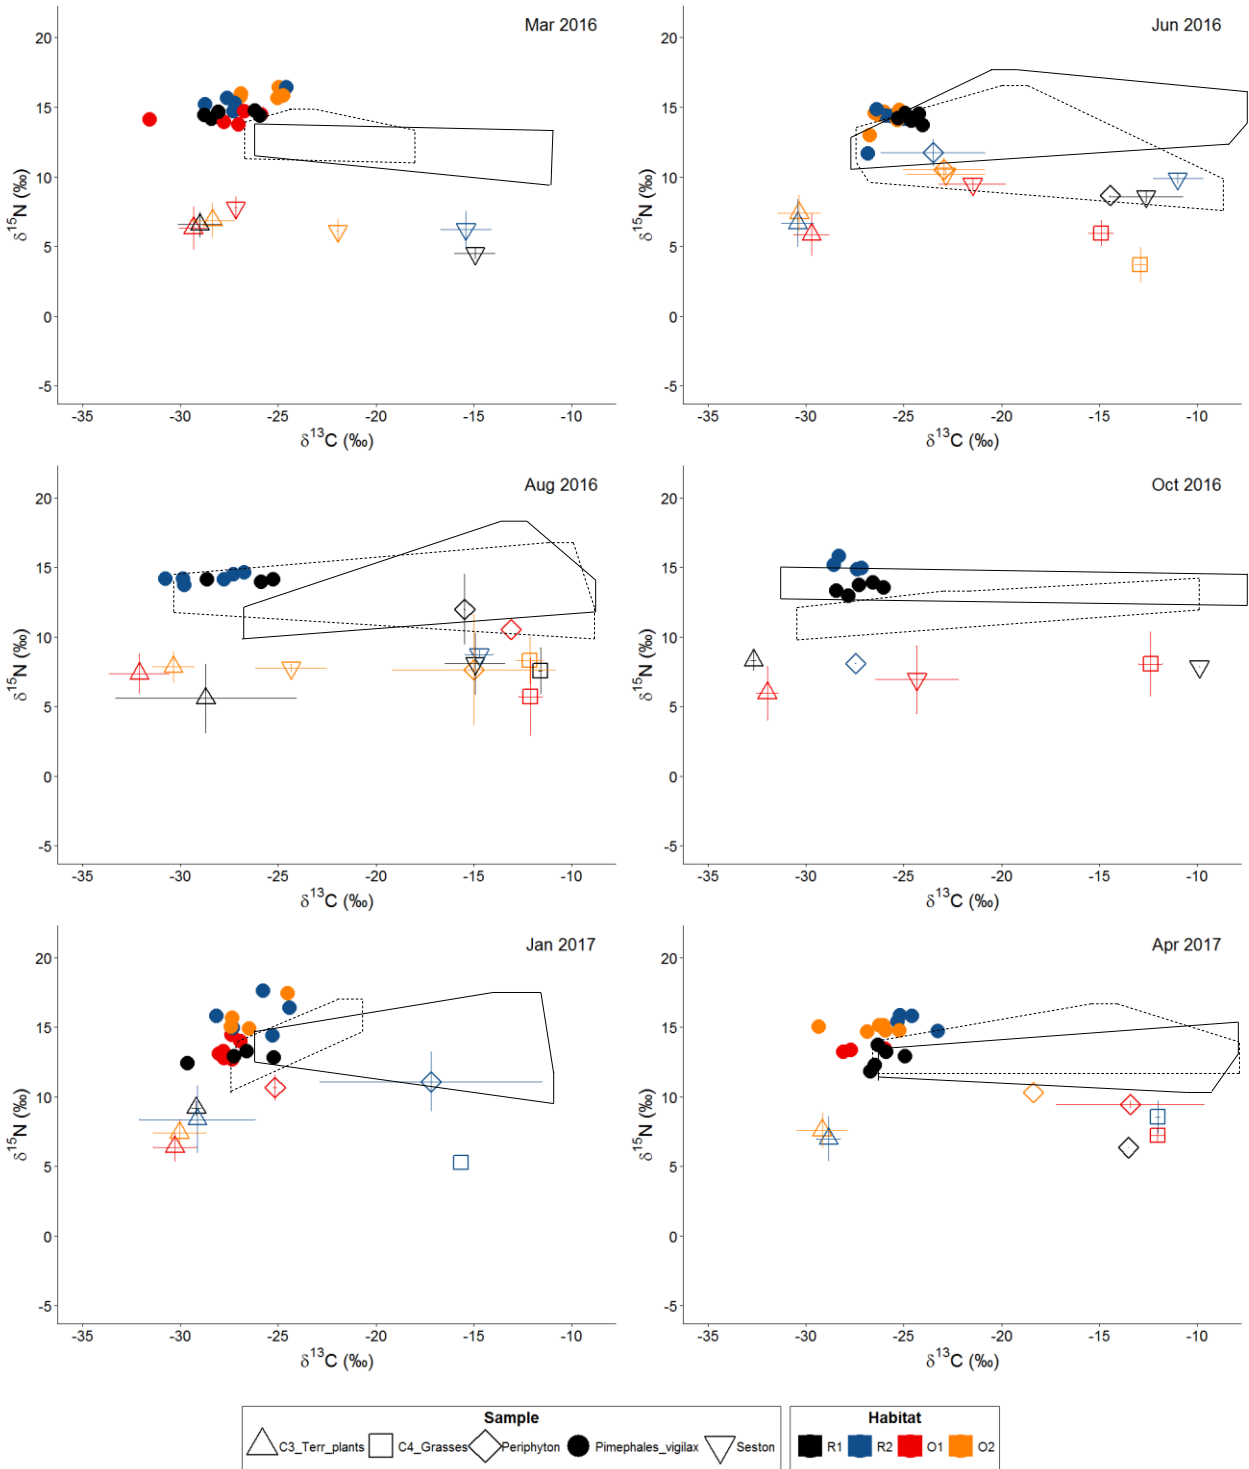 Mar 2016
20
15
10
5
0
-5
δ15N (‰)
-35 -30 -25 -20 -15 -10
δ13C (‰)
Jun 2016
20
15
10
5
0
-5
δ15N (‰)
-35 -30 -25 -20 -15 -10
δ13C (‰)
Aug 2016
20
15
10
5
0
-5
δ15N (‰)
-35 -30 -25 -20 -15 -10
δ13C (‰)
Oct 2016
20
15
10
5
0
-5
δ15N (‰)
-35 -30 -25 -20 -15 -10
δ13C (‰)
Jan 2017
20
15
10
5
0
-5
δ15N (‰)
-35 -30 -25 -20 -15 -10
δ13C (‰)
Apr 2017
20
15
10
5
0
-5
δ15N (‰)
-35 -30 -25 -20 -15 -10
δ13C (‰)
Sample
C3_Terr_plants C4_Grasses Periphyton Pimephales_vigilax Seston
Habitat
R1 R2 O1 O2